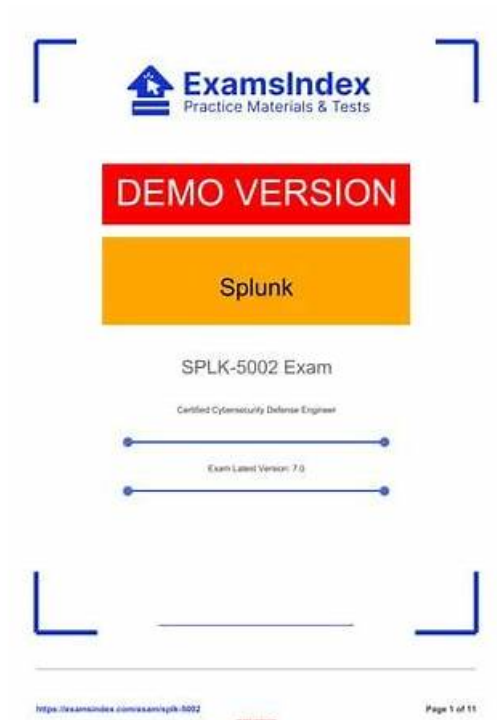 ExamsIndex
Practice Materials & Tests
DEMO VERSION
Splunk
SPLK-5002 Exam
Certified Cybersecurity Defense Engineer
Exam Latest Version: 7.0
https://examsindex.com/exam/splk-5002
Page 1 of 11